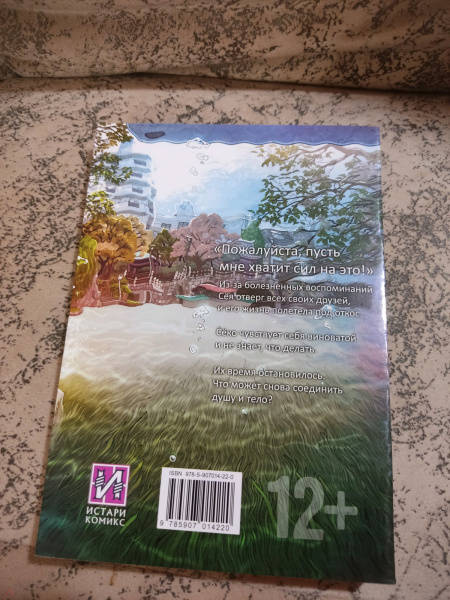 «Пожалуйста, пусть
мне хватит сил на это!»
Из-за болезненных воспоминаний
Сея отверг всех своих друзей,
и его жизнь полетела под откос.
Сёко чувствует себя виноватой
и не знает, что делать.
Их время остановилось.
Что может снова соединить
душу и тело?
ISBN 978-5-907014-22-0
9 785907 014220
И
ИСТАРИ
КОМИКС
12+